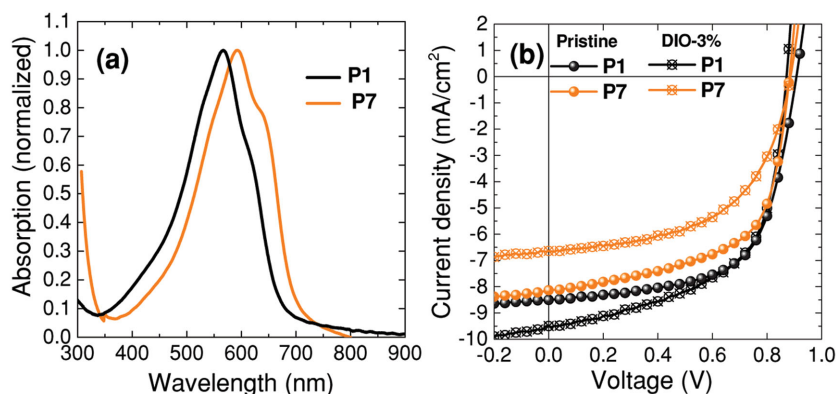 (a)
P1
P7
Absorption (normalized)
1.1
1.0
0.9
0.8
0.7
0.6
0.5
0.4
0.3
0.2
0.1
0.0
300 400 500 600 700 800 900
Wavelength (nm)
(b)
Pristine DIO-3%
P1 P1
P7 P7
Current density (mA/cm²)
2
1
0
-1
-2
-3
-4
-5
-6
-7
-8
-9
-10
-0.2 0.0 0.2 0.4 0.6 0.8 1.0
Voltage (V)